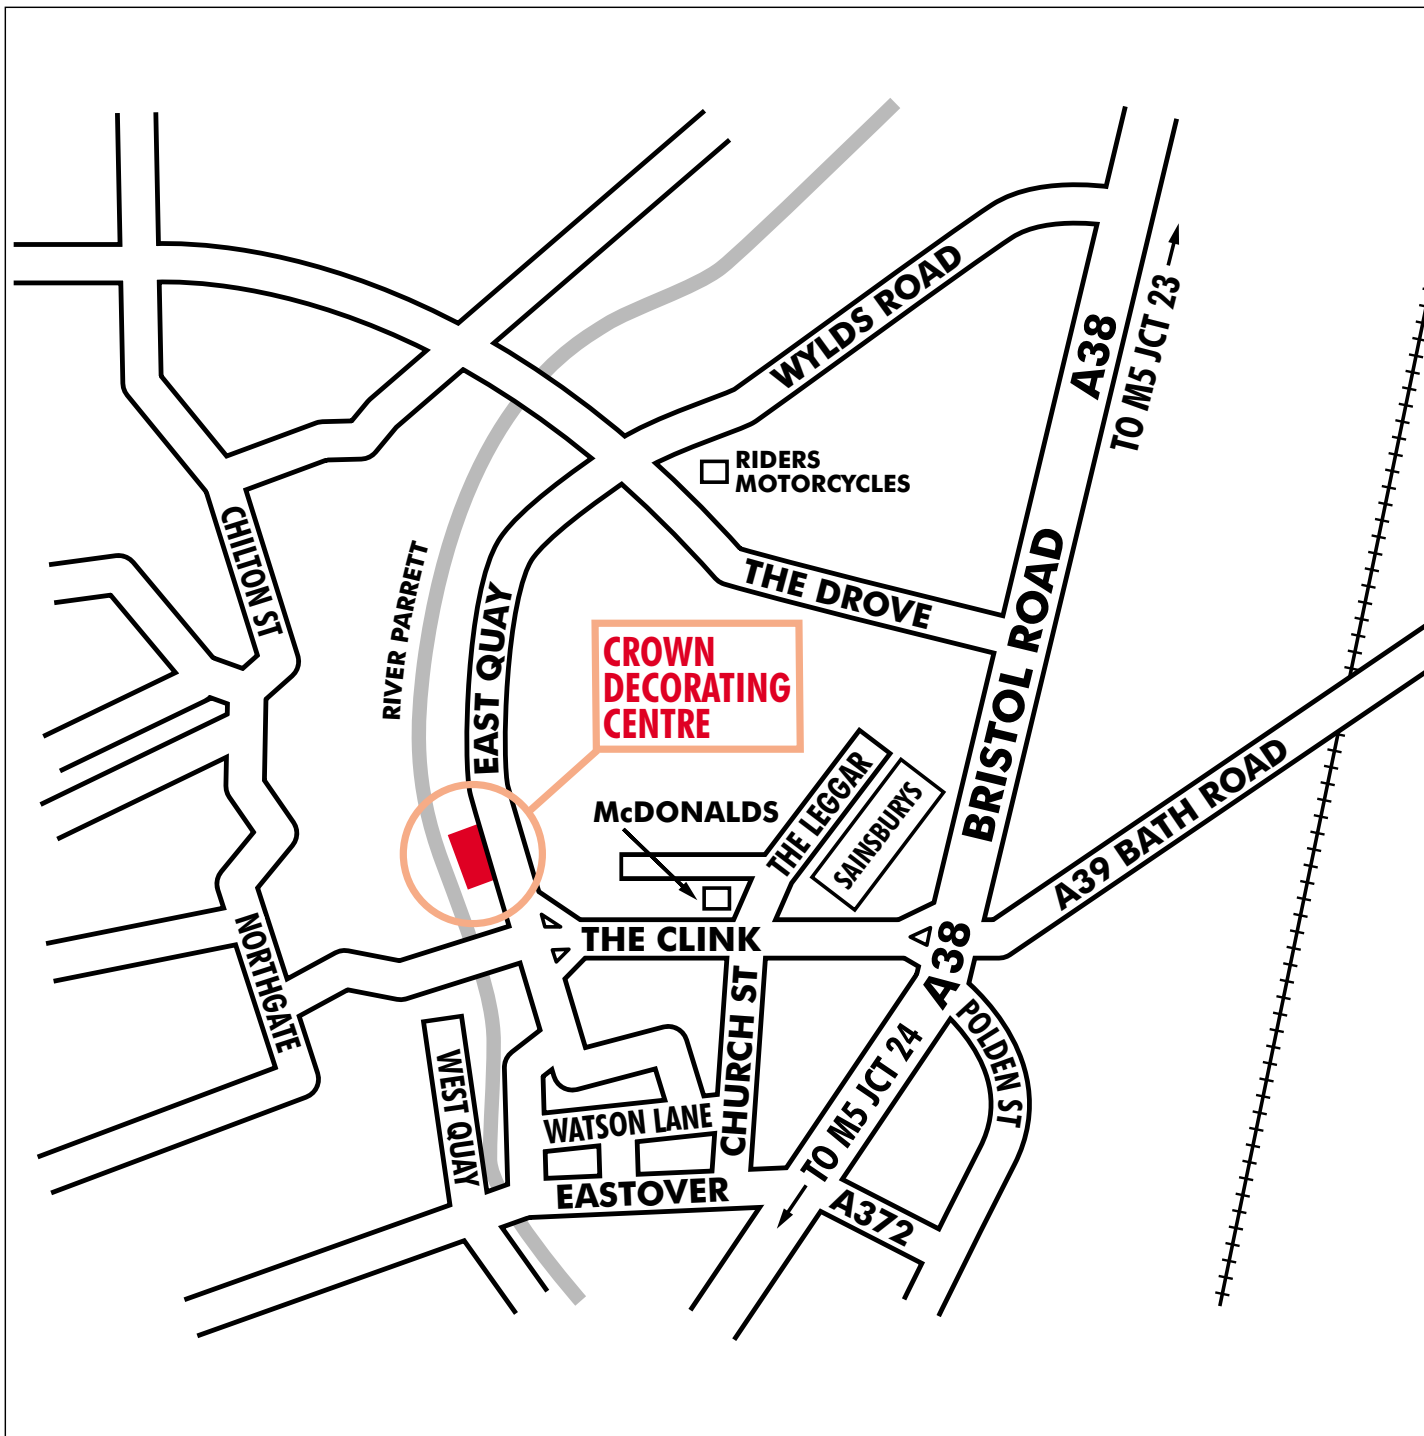 WYLDS ROAD
A38
TO M5 JCT 23
RIDERS
MOTORCYCLES
CHILTON ST
RIVER PARRETT
EAST QUAY
THE DROVE
BRISTOL ROAD
CROWN
DECORATING
CENTRE
McDONALDS
THE LEGGAR
SAINSBURYS
A39 BATH ROAD
THE CLINK
A38
NORTHGATE
CHURCH ST
POLDEN ST
TO M5 JCT 24
WEST QUAY
WATSON LANE
EASTOVER
A372